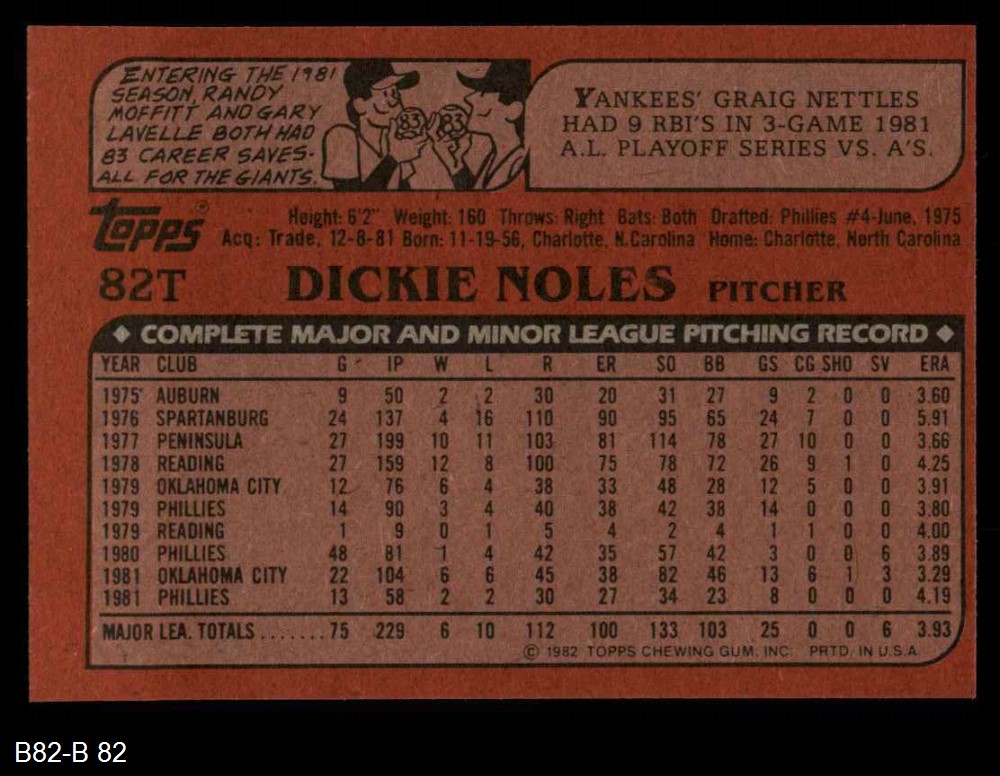 ENTERING THE 1981
SEASON, RANDY
MOFFITT AND GARY
LAVELLE BOTH HAD
83 CAREER SAVES-
ALL FOR THE GIANTS.
YANKEES' GRAIG NETTLES
HAD 9 RBI'S IN 3-GAME 1981
A.L. PLAYOFF SERIES VS. A'S.
Topps®
Height: 6'2" Weight: 160 Throws: Right Bats: Both Drafted: Phillies #4-June, 1975
Acq: Trade, 12-8-81 Born: 11-19-56, Charlotte, N.Carolina Home: Charlotte, North Carolina
82T DICKIE NOLES PITCHER
◆ COMPLETE MAJOR AND MINOR LEAGUE PITCHING RECORD ◆
YEAR CLUB G IP W L R ER SO BB GS CG SHO SV ERA
1975 AUBURN 9 50 2 2 30 20 31 27 9 2 0 0 3.60
1976 SPARTANBURG 24 137 4 16 110 90 95 65 24 7 0 0 5.91
1977 PENINSULA 27 199 10 11 103 81 114 78 27 10 0 0 3.66
1978 READING 27 159 12 8 100 75 78 72 26 9 1 0 4.25
1979 OKLAHOMA CITY 12 76 6 4 38 33 48 28 12 5 0 0 3.91
1979 PHILLIES 14 90 3 4 40 38 42 38 14 0 0 0 3.80
1979 READING 1 9 0 1 5 4 2 4 1 1 0 0 4.00
1980 PHILLIES 48 81 1 4 42 35 57 42 3 0 0 6 3.89
1981 OKLAHOMA CITY 22 104 6 6 45 38 82 46 13 6 1 3 3.29
1981 PHILLIES 13 58 2 2 30 27 34 23 8 0 0 0 4.19
MAJOR LEA. TOTALS.......75 229 6 10 112 100 133 103 25 0 0 6 3.93
© 1982 TOPPS CHEWING GUM, INC. PRTD. IN U.S.A.
B82-B 82